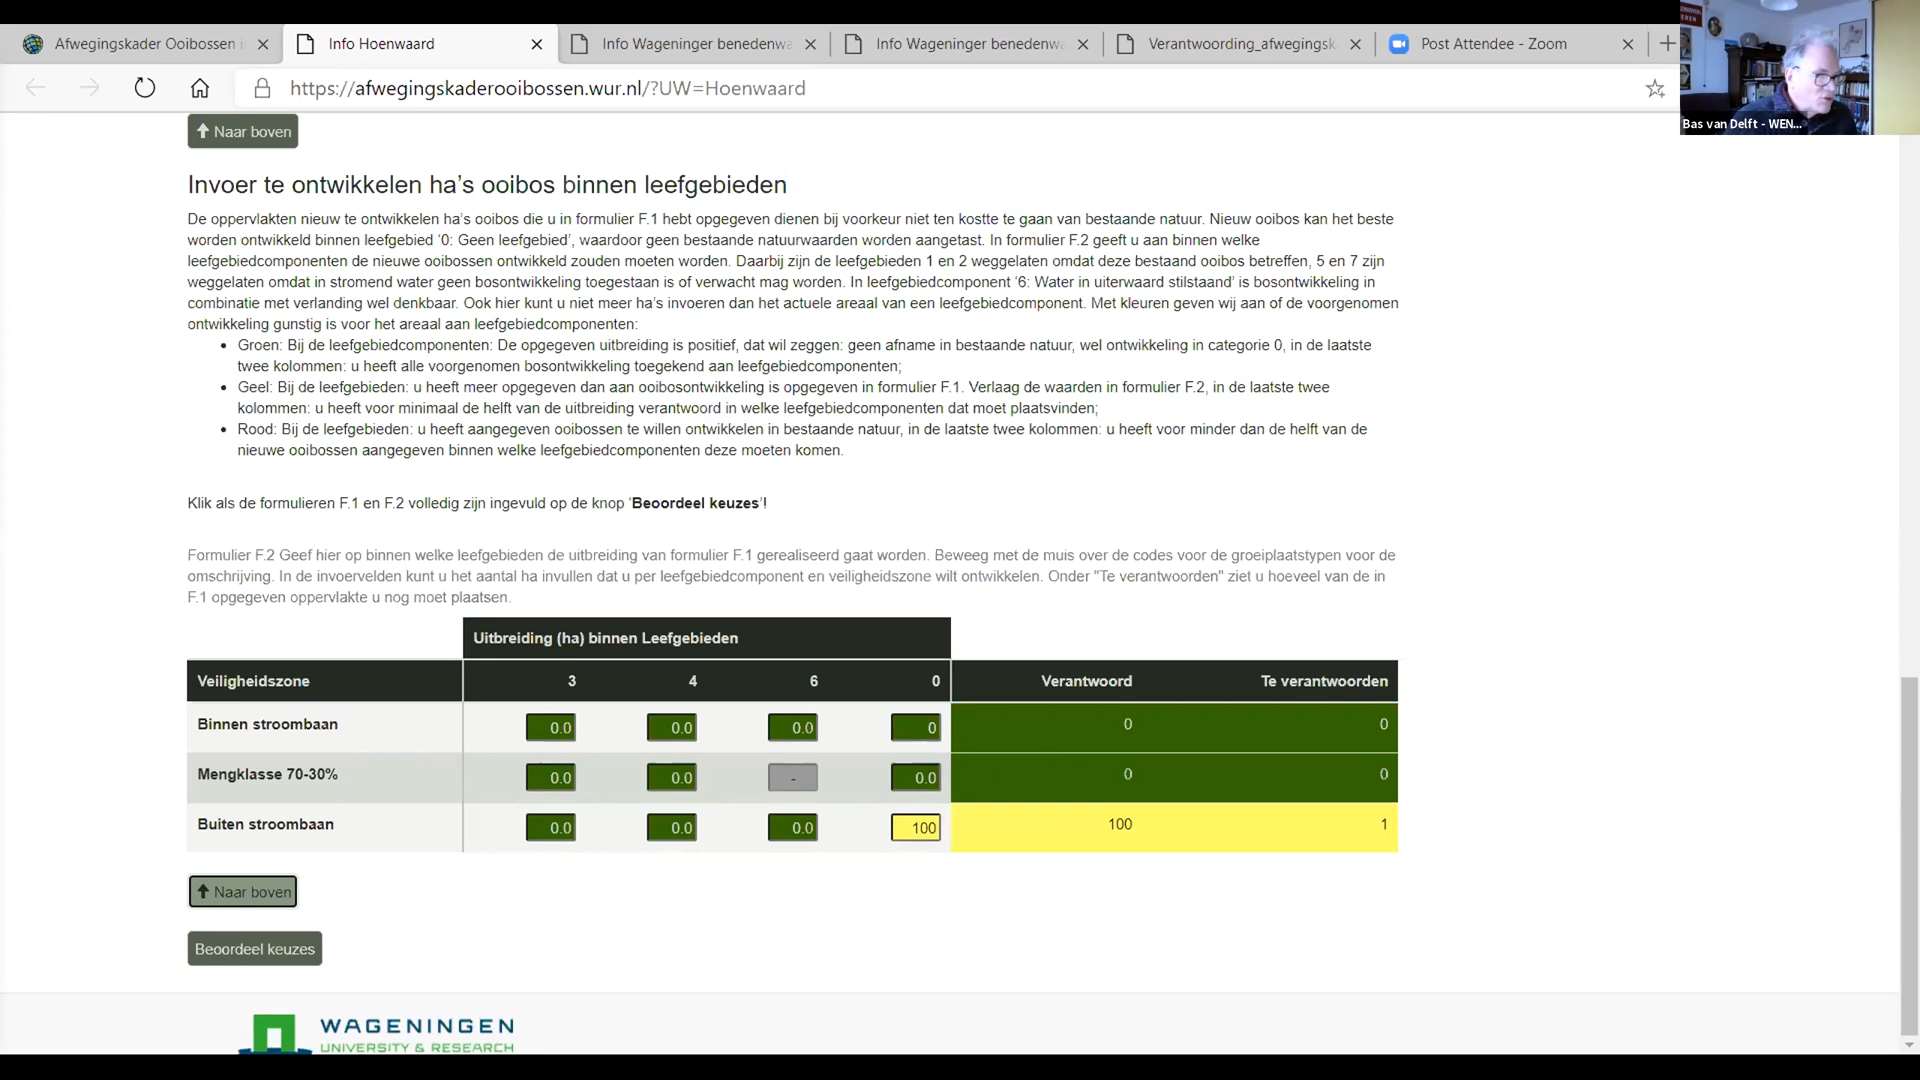 Afwegingskader Ooibossen i
Info Hoenwaard
Info Wageninger benedenwa
Info Wageninger benedenwa
Verantwoording_afwegingsk
Post Attendee - Zoom
https://afwegingskaderooibossen.wur.nl/?UW=Hoenwaard
Bas van Delft - WEN...
Naar boven
Invoer te ontwikkelen ha's ooibos binnen leefgebieden
De oppervlakten nieuw te ontwikkelen ha's ooibos die u in formulier F.1 hebt opgegeven dienen bij voorkeur niet ten kostte te gaan van bestaande natuur. Nieuw ooibos kan het beste
worden ontwikkeld binnen leefgebied '0: Geen leefgebied', waardoor geen bestaande natuurwaarden worden aangetast. In formulier F.2 geeft u aan binnen welke
leefgebiedcomponenten de nieuwe ooibossen ontwikkeld zouden moeten worden. Daarbij zijn de leefgebieden 1 en 2 weggelaten omdat deze bestaand ooibos betreffen, 5 en 7 zijn
weggelaten omdat in stromend water geen bosontwikkeling toegestaan is of verwacht mag worden. In leefgebiedcomponent '6: Water in uiterwaard stilstaand' is bosontwikkeling in
combinatie met verlanding wel denkbaar. Ook hier kunt u niet meer ha's invoeren dan het actuele areaal van een leefgebiedcomponent. Met kleuren geven wij aan of de voorgenomen
ontwikkeling gunstig is voor het areaal aan leefgebiedcomponenten:
• Groen: Bij de leefgebiedcomponenten: De opgegeven uitbreiding is positief, dat wil zeggen: geen afname in bestaande natuur, wel ontwikkeling in categorie 0, in de laatste
twee kolommen: u heeft alle voorgenomen bosontwikkeling toegekend aan leefgebiedcomponenten;
• Geel: Bij de leefgebieden: u heeft meer opgegeven dan aan ooibosontwikkeling is opgegeven in formulier F.1. Verlaag de waarden in formulier F.2, in de laatste twee
kolommen: u heeft voor minimaal de helft van de uitbreiding verantwoord in welke leefgebiedcomponenten dat moet plaatsvinden;
• Rood: Bij de leefgebieden: u heeft aangegeven ooibossen te willen ontwikkelen in bestaande natuur, in de laatste twee kolommen: u heeft voor minder dan de helft van de
nieuwe ooibossen aangegeven binnen welke leefgebiedcomponenten deze moeten komen.
Klik als de formulieren F.1 en F.2 volledig zijn ingevuld op de knop 'Beoordeel keuzes'!
Formulier F.2 Geef hier op binnen welke leefgebieden de uitbreiding van formulier F.1 gerealiseerd gaat worden. Beweeg met de muis over de codes voor de groeiplaatstypen voor de
omschrijving. In de invoervelden kunt u het aantal ha invullen dat u per leefgebiedcomponent en veiligheidszone wilt ontwikkelen. Onder "Te verantwoorden" ziet u hoeveel van de in
F.1 opgegeven oppervlakte u nog moet plaatsen.
Uitbreiding (ha) binnen Leefgebieden
Veiligheidszone 3 4 6 0 Verantwoord Te verantwoorden
Binnen stroombaan 0.0 0.0 0.0 0 0 0
Mengklasse 70-30% 0.0 0.0 - 0.0 0 0
Buiten stroombaan 0.0 0.0 0.0 100 100 1
Naar boven
Beoordeel keuzes
WAGENINGEN
UNIVERSITY & RESEARCH